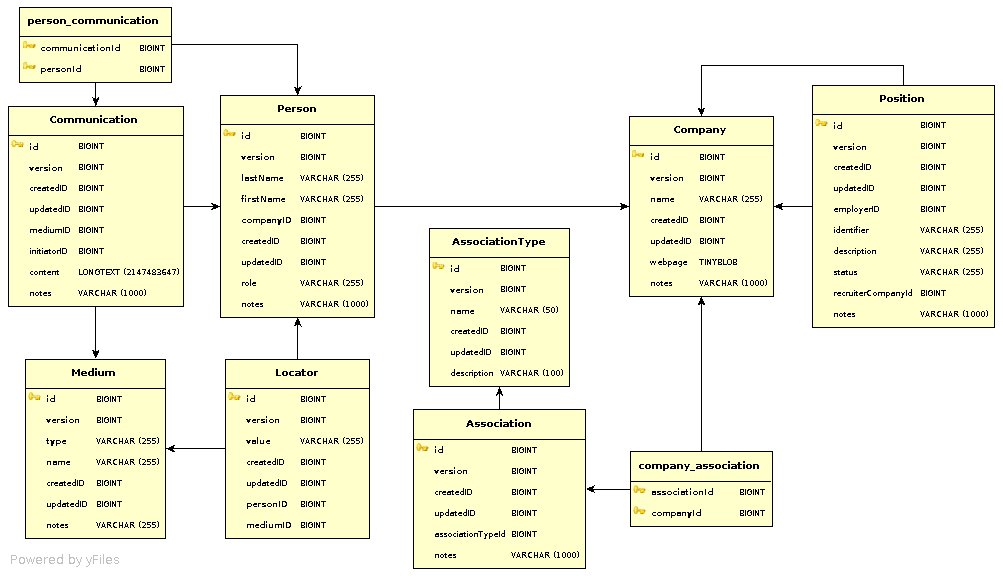 person_communication
communicationId BIGINT
personId BIGINT
Communication
id BIGINT
version BIGINT
createdID BIGINT
updatedID BIGINT
mediumID BIGINT
initiatorID BIGINT
content LONGTEXT (2147483647)
notes VARCHAR (1000)
Person
id BIGINT
version BIGINT
lastName VARCHAR (255)
firstName VARCHAR (255)
companyID BIGINT
createdID BIGINT
updatedID BIGINT
role VARCHAR (255)
notes VARCHAR (1000)
Company
id BIGINT
version BIGINT
name VARCHAR (255)
createdID BIGINT
updatedID BIGINT
webpage TINYBLOB
notes VARCHAR (1000)
Position
id BIGINT
version BIGINT
createdID BIGINT
updatedID BIGINT
employerID BIGINT
identifier VARCHAR (255)
description VARCHAR (255)
status VARCHAR (255)
recruiterCompanyId BIGINT
notes VARCHAR (1000)
AssociationType
id BIGINT
version BIGINT
name VARCHAR (50)
createdID BIGINT
updatedID BIGINT
description VARCHAR (100)
Medium
id BIGINT
version BIGINT
type VARCHAR (255)
name VARCHAR (255)
createdID BIGINT
updatedID BIGINT
notes VARCHAR (255)
Locator
id BIGINT
version BIGINT
value VARCHAR (255)
createdID BIGINT
updatedID BIGINT
personID BIGINT
mediumID BIGINT
Association
id BIGINT
version BIGINT
createdID BIGINT
updatedID BIGINT
associationTypeId BIGINT
notes VARCHAR (1000)
company_association
associationId BIGINT
companyId BIGINT
Powered by yFiles